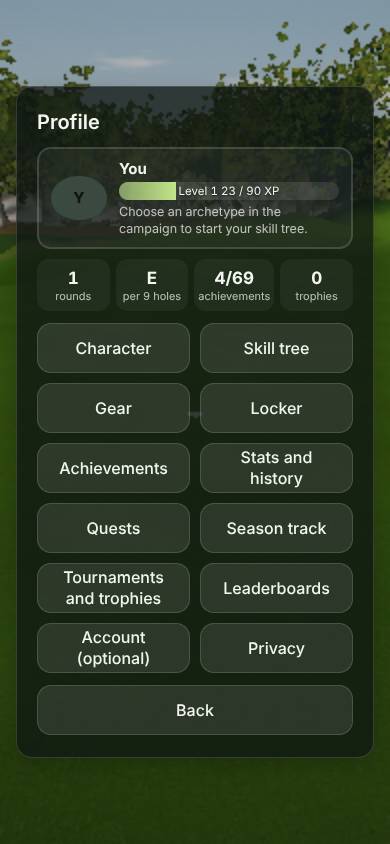 Profile
Y
You
Level 1 23 / 90 XP
Choose an archetype in the
campaign to start your skill tree.
1
rounds
E
per 9 holes
4/69
achievements
0
trophies
Character
Skill tree
Gear
Locker
Achievements
Stats and
history
Quests
Season track
Tournaments
and trophies
Leaderboards
Account
(optional)
Privacy
Back